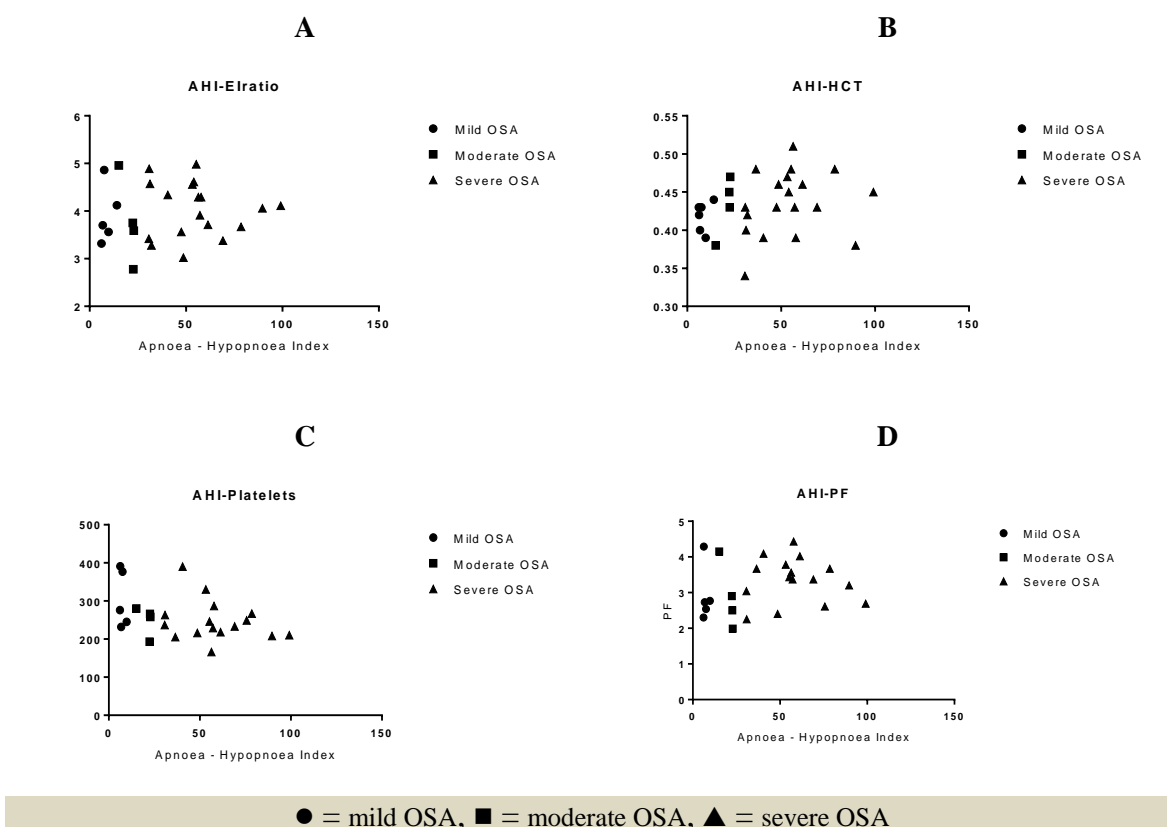 A
AHI-EIratio
6
5
4
3
2
0 50 100 150
Apnoea - Hypopnoea Index
● Mild OSA
■ Moderate OSA
▲ Severe OSA
B
AHI-HCT
0.55
0.50
0.45
0.40
0.35
0.30
0 50 100 150
Apnoea - Hypopnoea Index
● Mild OSA
■ Moderate OSA
▲ Severe OSA
C
AHI-Platelets
500
400
300
200
100
0
0 50 100 150
Apnoea - Hypopnoea Index
● Mild OSA
■ Moderate OSA
▲ Severe OSA
D
AHI-PF
PF
5
4
3
2
1
0
0 50 100 150
Apnoea - Hypopnoea Index
● Mild OSA
■ Moderate OSA
▲ Severe OSA
● = mild OSA, ■ = moderate OSA, ▲ = severe OSA